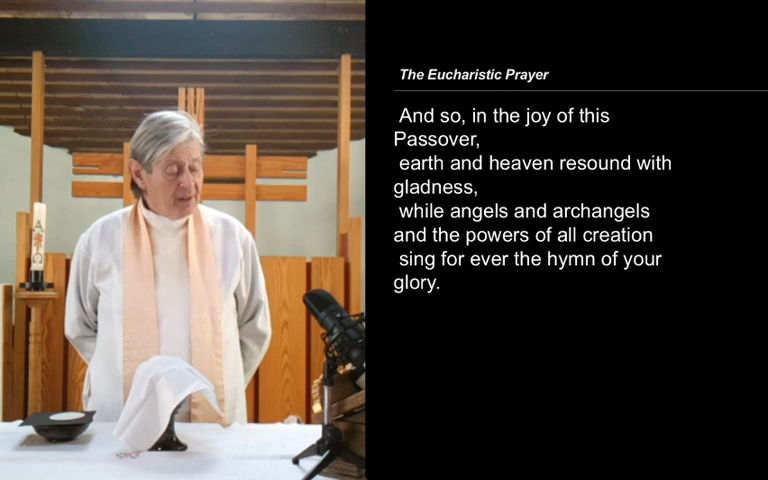 The Eucharistic Prayer
And so, in the joy of this
Passover,
earth and heaven resound with
gladness,
while angels and archangels
and the powers of all creation
sing for ever the hymn of your
glory.
Α
Ω